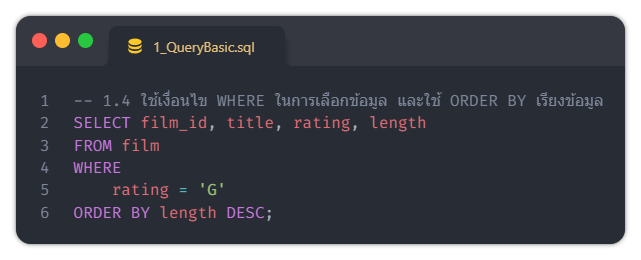 1_QueryBasic.sql
1 -- 1.4 ใช้เงื่อนไข WHERE ในการเลือกข้อมูล และใช้ ORDER BY เรียงข้อมูล
2 SELECT film_id, title, rating, length
3 FROM film
4 WHERE
5     rating = 'G'
6 ORDER BY length DESC;